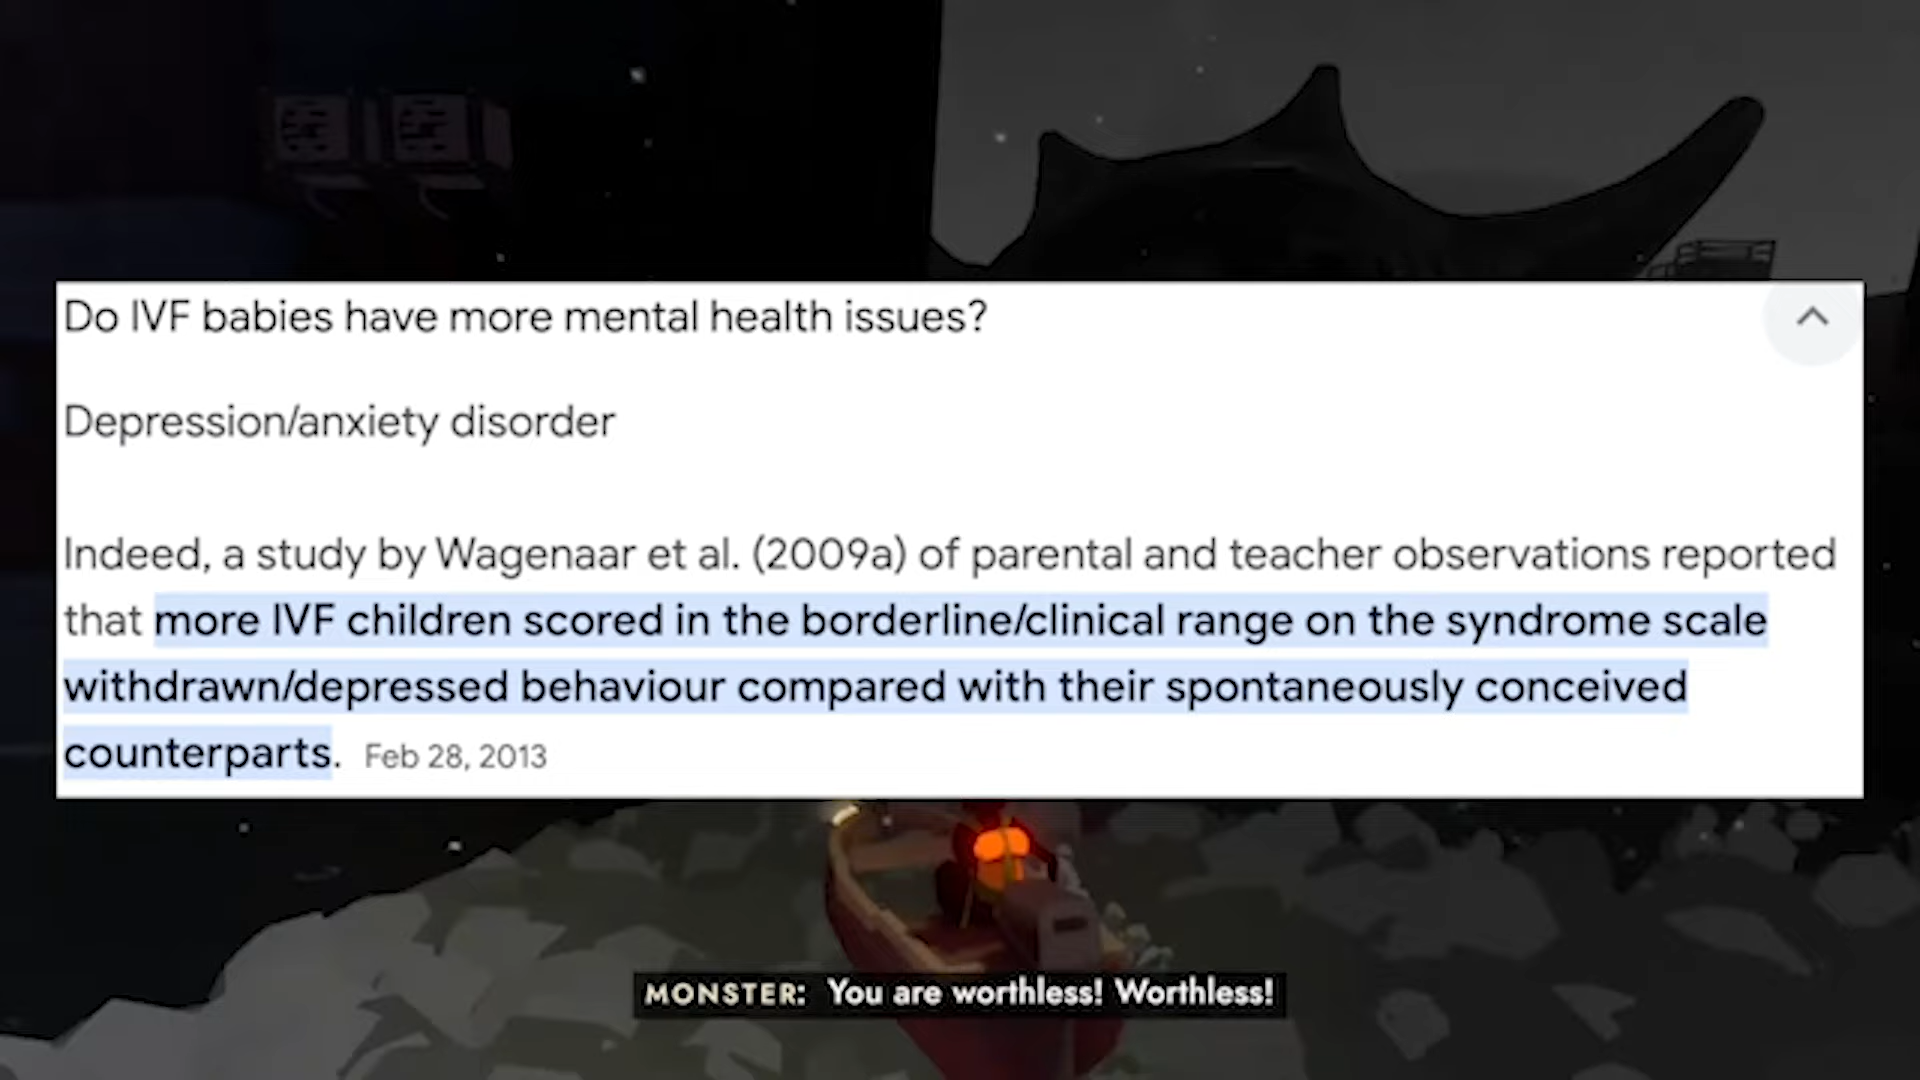 Do IVF babies have more mental health issues?
Depression/anxiety disorder
Indeed, a study by Wagenaar et al. (2009a) of parental and teacher observations reported
that more IVF children scored in the borderline/clinical range on the syndrome scale
withdrawn/depressed behaviour compared with their spontaneously conceived
counterparts. Feb 28, 2013
MONSTER: You are worthless! Worthless!